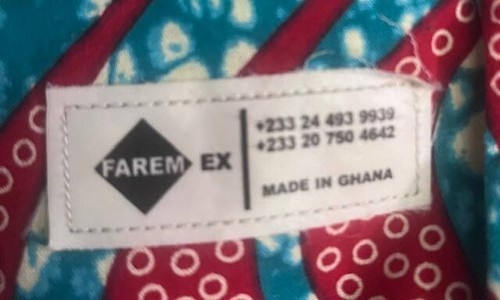 FAREM EX
+233 24 493 9939
+233 20 750 4642
MADE IN GHANA